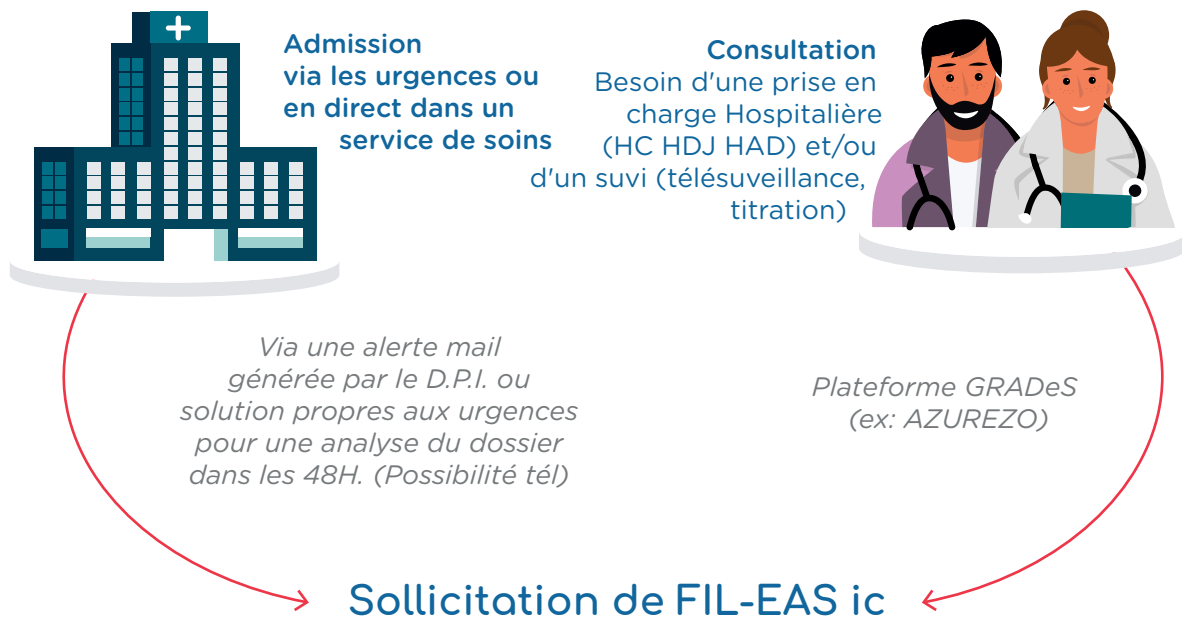 Admission
via les urgences ou
en direct dans un
service de soins
Consultation
Besoin d'une prise en
charge Hospitalière
(HC HDJ HAD) et/ou
d'un suvi (télésuveillance,
titration)
Via une alerte mail
générée par le D.P.I. ou
solution propres aux urgences
pour une analyse du dossier
dans les 48H. (Possibilité tél)
Plateforme GRADeS
(ex: AZUREZO)
Sollicitation de FIL-EAS ic